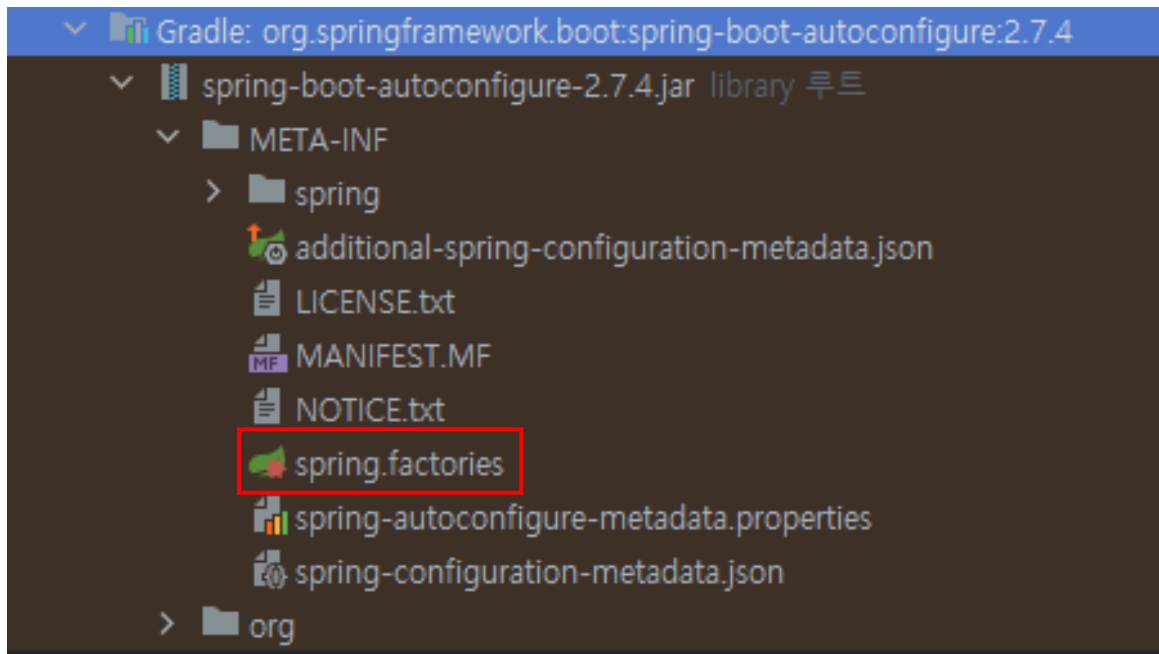 Gradle: org.springframework.boot:spring-boot-autoconfigure:2.7.4
spring-boot-autoconfigure-2.7.4.jar library 루트
META-INF
spring
additional-spring-configuration-metadata.json
LICENSE.txt
MF MANIFEST.MF
NOTICE.txt
spring.factories
spring-autoconfigure-metadata.properties
spring-configuration-metadata.json
org